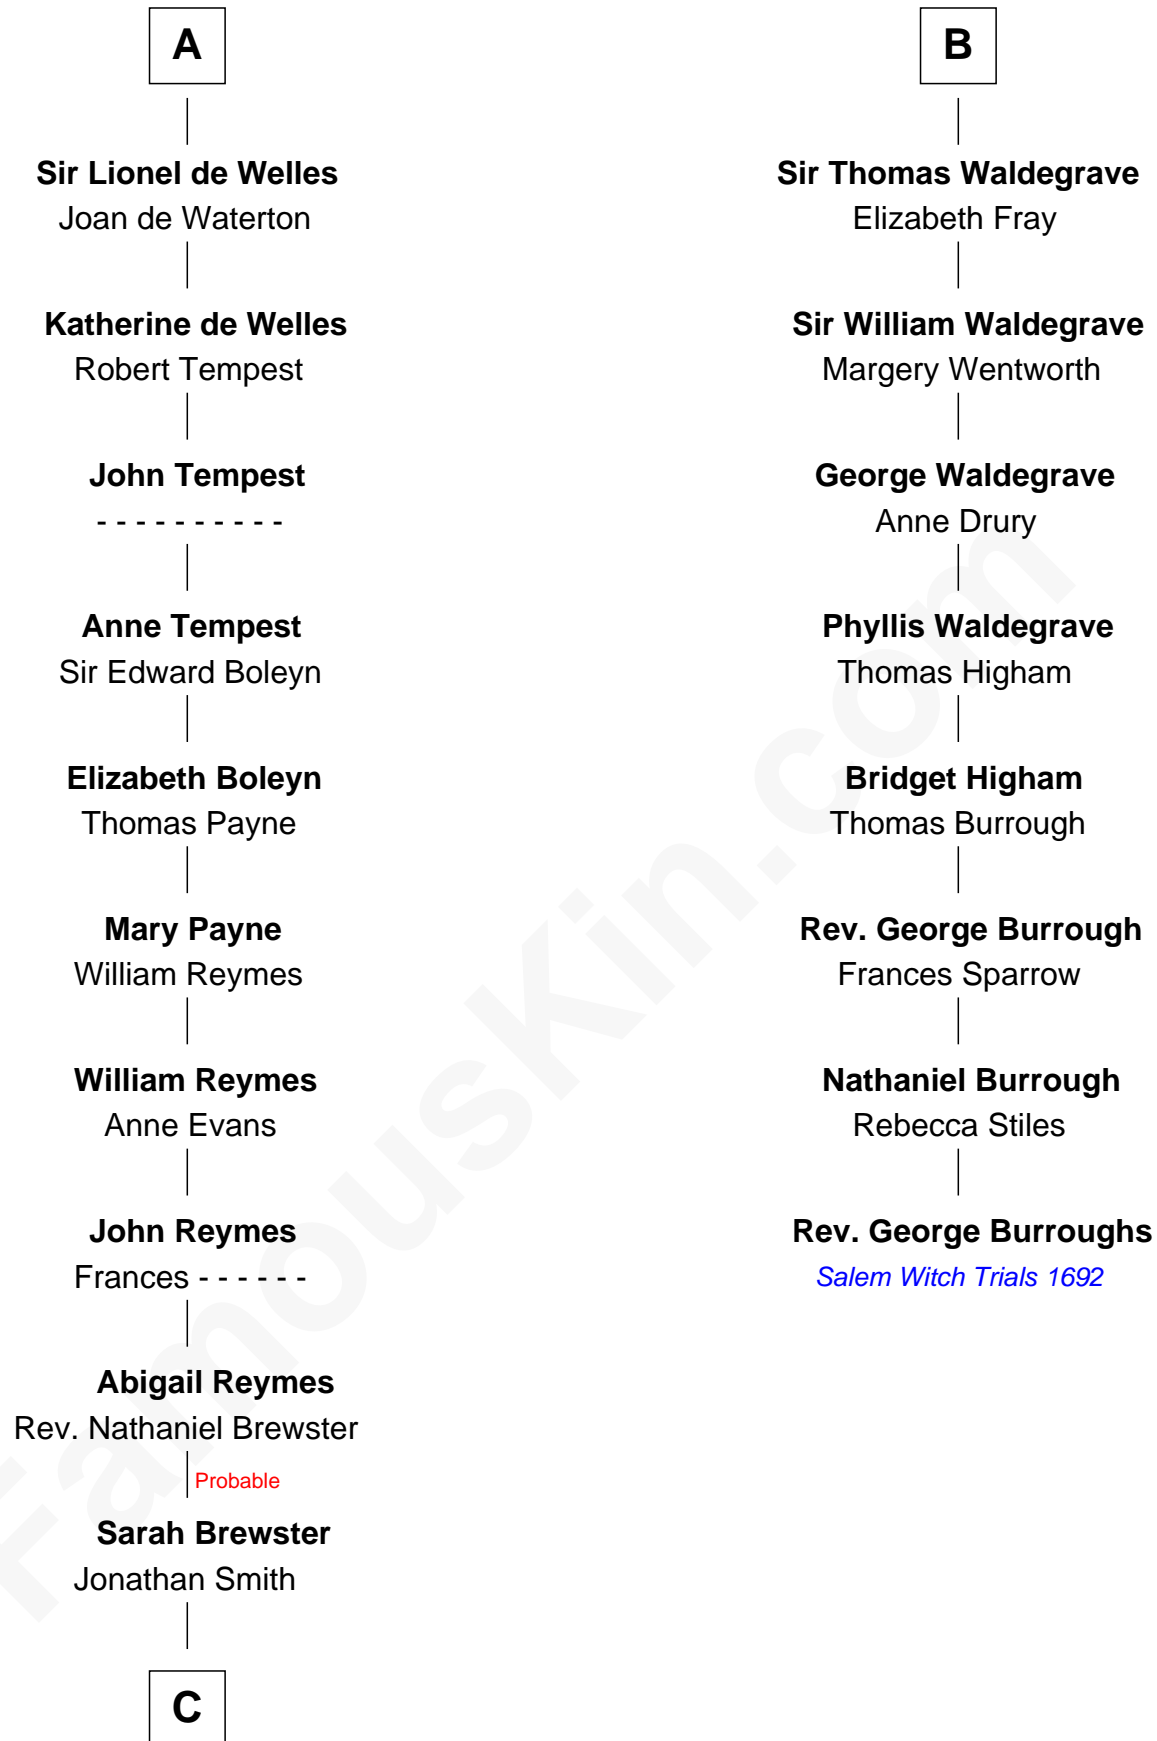 A
Sir Lionel de Welles
Joan de Waterton
Katherine de Welles
Robert Tempest
John Tempest
- - - - - - - - - -
Anne Tempest
Sir Edward Boleyn
Elizabeth Boleyn
Thomas Payne
Mary Payne
William Reymes
William Reymes
Anne Evans
John Reymes
Frances - - - - - -
Abigail Reymes
Rev. Nathaniel Brewster
Probable
Sarah Brewster
Jonathan Smith
C
B
Sir Thomas Waldegrave
Elizabeth Fray
Sir William Waldegrave
Margery Wentworth
George Waldegrave
Anne Drury
Phyllis Waldegrave
Thomas Higham
Bridget Higham
Thomas Burrough
Rev. George Burrough
Frances Sparrow
Nathaniel Burrough
Rebecca Stiles
Rev. George Burroughs
Salem Witch Trials 1692
FamousKin.com